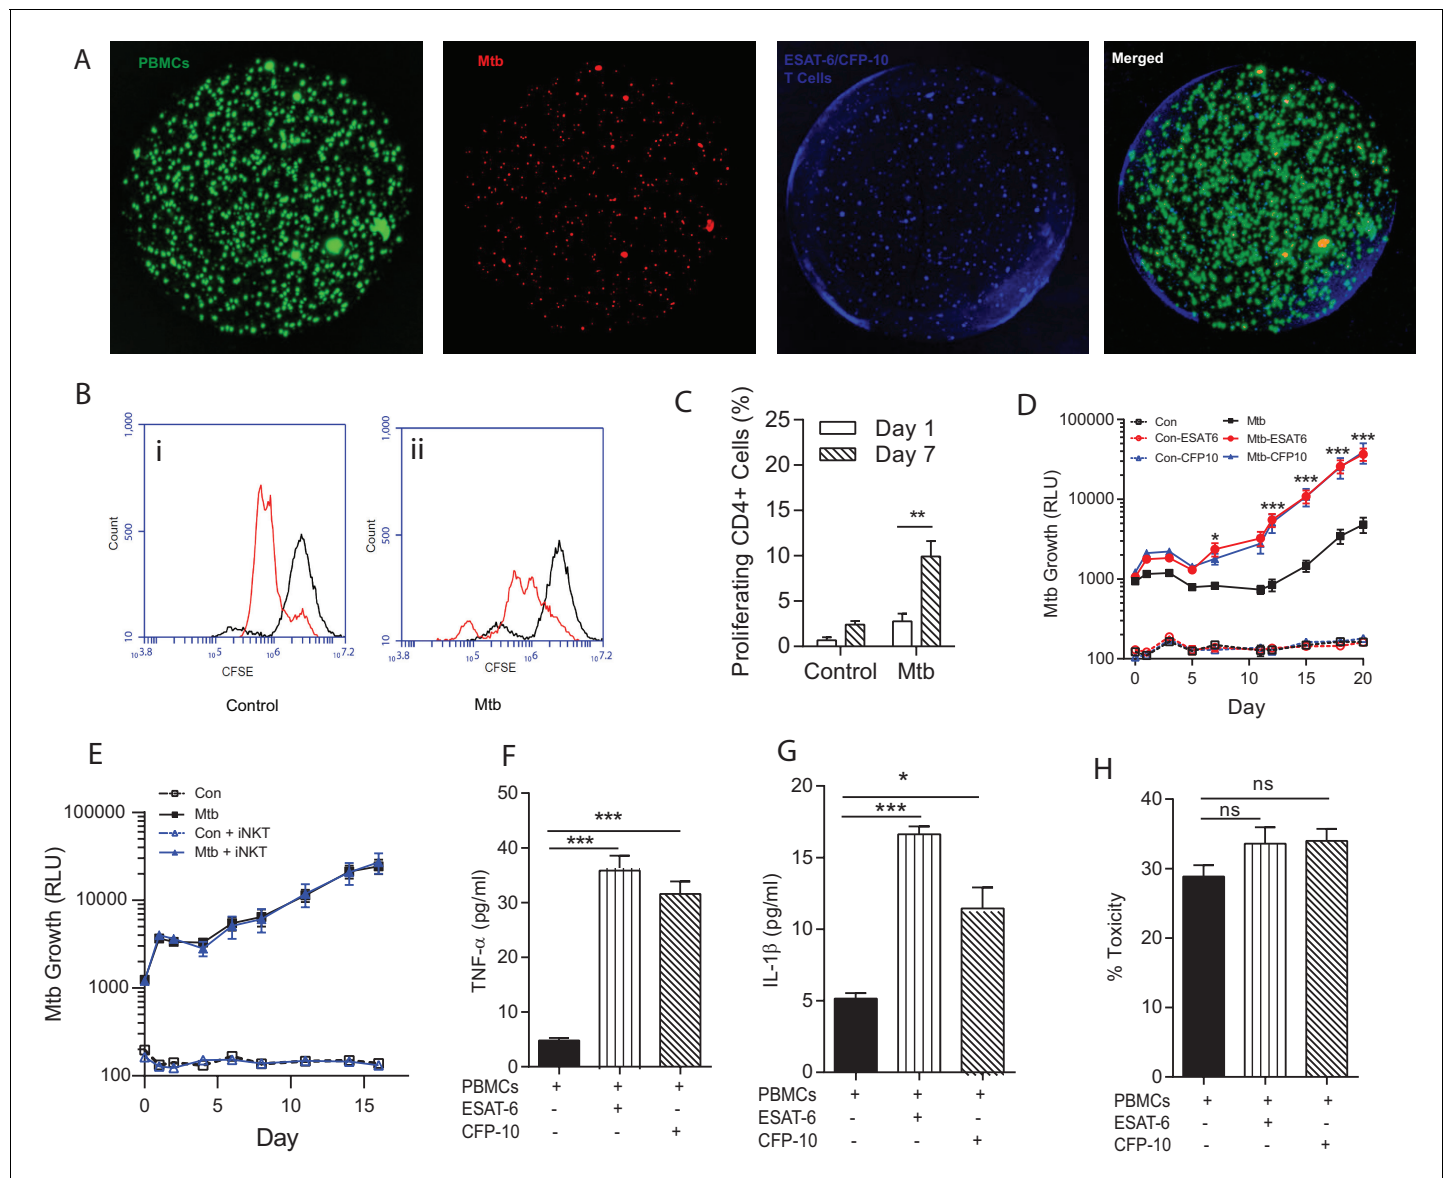 A
PBMCs
Mtb
ESAT-6/CFP-10
T Cells
Merged
B
i
1,000
500
10
Count
10^3.8
10^5
10^6
10^7.2
CFSE
Control
ii
1,000
500
10
Count
10^3.8
10^5
10^6
10^7.2
CFSE
Mtb
C
Proliferating CD4+ Cells (%)
25
20
15
10
5
0
Day 1
Day 7
**
Control
Mtb
D
Mtb Growth (RLU)
100000
10000
1000
100
Con
Con-ESAT6
Con-CFP10
Mtb
Mtb-ESAT6
Mtb-CFP10
*
***
***
***
***
0
5
10
15
20
Day
E
Con
Mtb
Con + iNKT
Mtb + iNKT
Mtb Growth (RLU)
100000
10000
1000
100
0
5
10
15
Day
F
TNF-α (pg/ml)
50
40
30
20
10
0
***
***
PBMCs + + +
ESAT-6 - + -
CFP-10 - - +
G
IL-1β (pg/ml)
20
15
10
5
0
*
***
PBMCs + + +
ESAT-6 - + -
CFP-10 - - +
H
% Toxicity
40
30
20
10
0
ns
ns
PBMCs + + +
ESAT-6 - + -
CFP-10 - - +